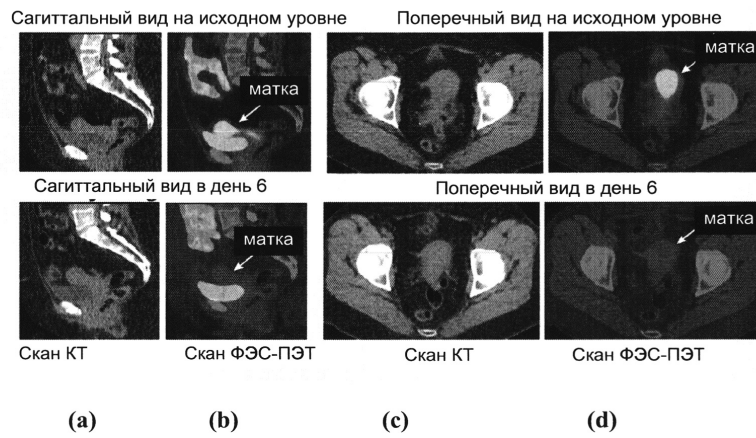 Сагиттальный вид на исходном уровне
Поперечный вид на исходном уровне
матка
матка
Сагиттальный вид в день 6
Поперечный вид в день 6
матка
матка
Скан КТ
Скан ФЭС-ПЭТ
Скан КТ
Скан ФЭС-ПЭТ
(a)
(b)
(c)
(d)